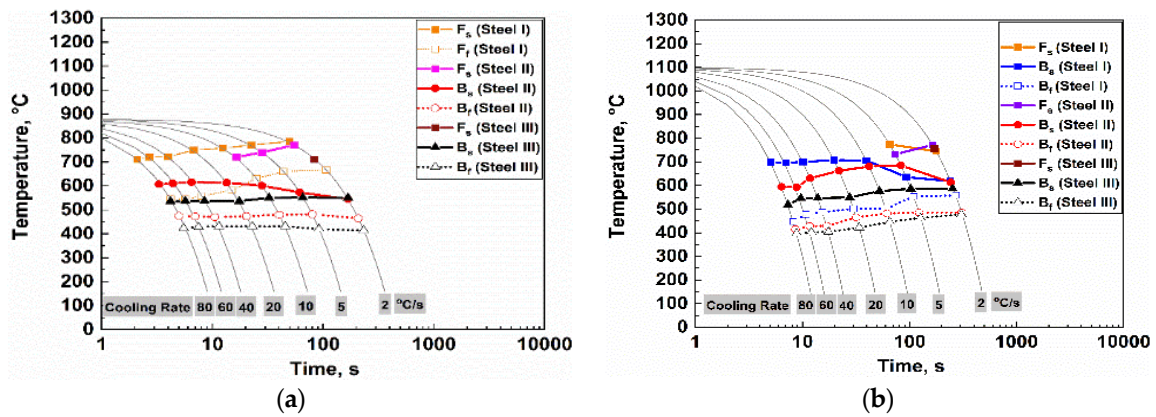 1300
1200
1100
1000
900
800
700
600
500
400
300
200
100
0
Temperature, °C
1
10
100
1000
10000
Time, s
Fs (Steel I)
Ff (Steel I)
Fs (Steel II)
Bs (Steel II)
Bf (Steel II)
Fs (Steel III)
Bs (Steel III)
Bf (Steel III)
Cooling Rate 80 60 40 20 10 5 2 °C/s
(a)
1300
1200
1100
1000
900
800
700
600
500
400
300
200
100
0
Temperature, °C
1
10
100
1000
10000
Time, s
Fs (Steel I)
Bs (Steel I)
Bf (Steel I)
Fs (Steel II)
Bs (Steel II)
Bf (Steel II)
Fs (Steel III)
Bs (Steel III)
Bf (Steel III)
Cooling Rate 80 60 40 20 10 5 2 °C/s
(b)